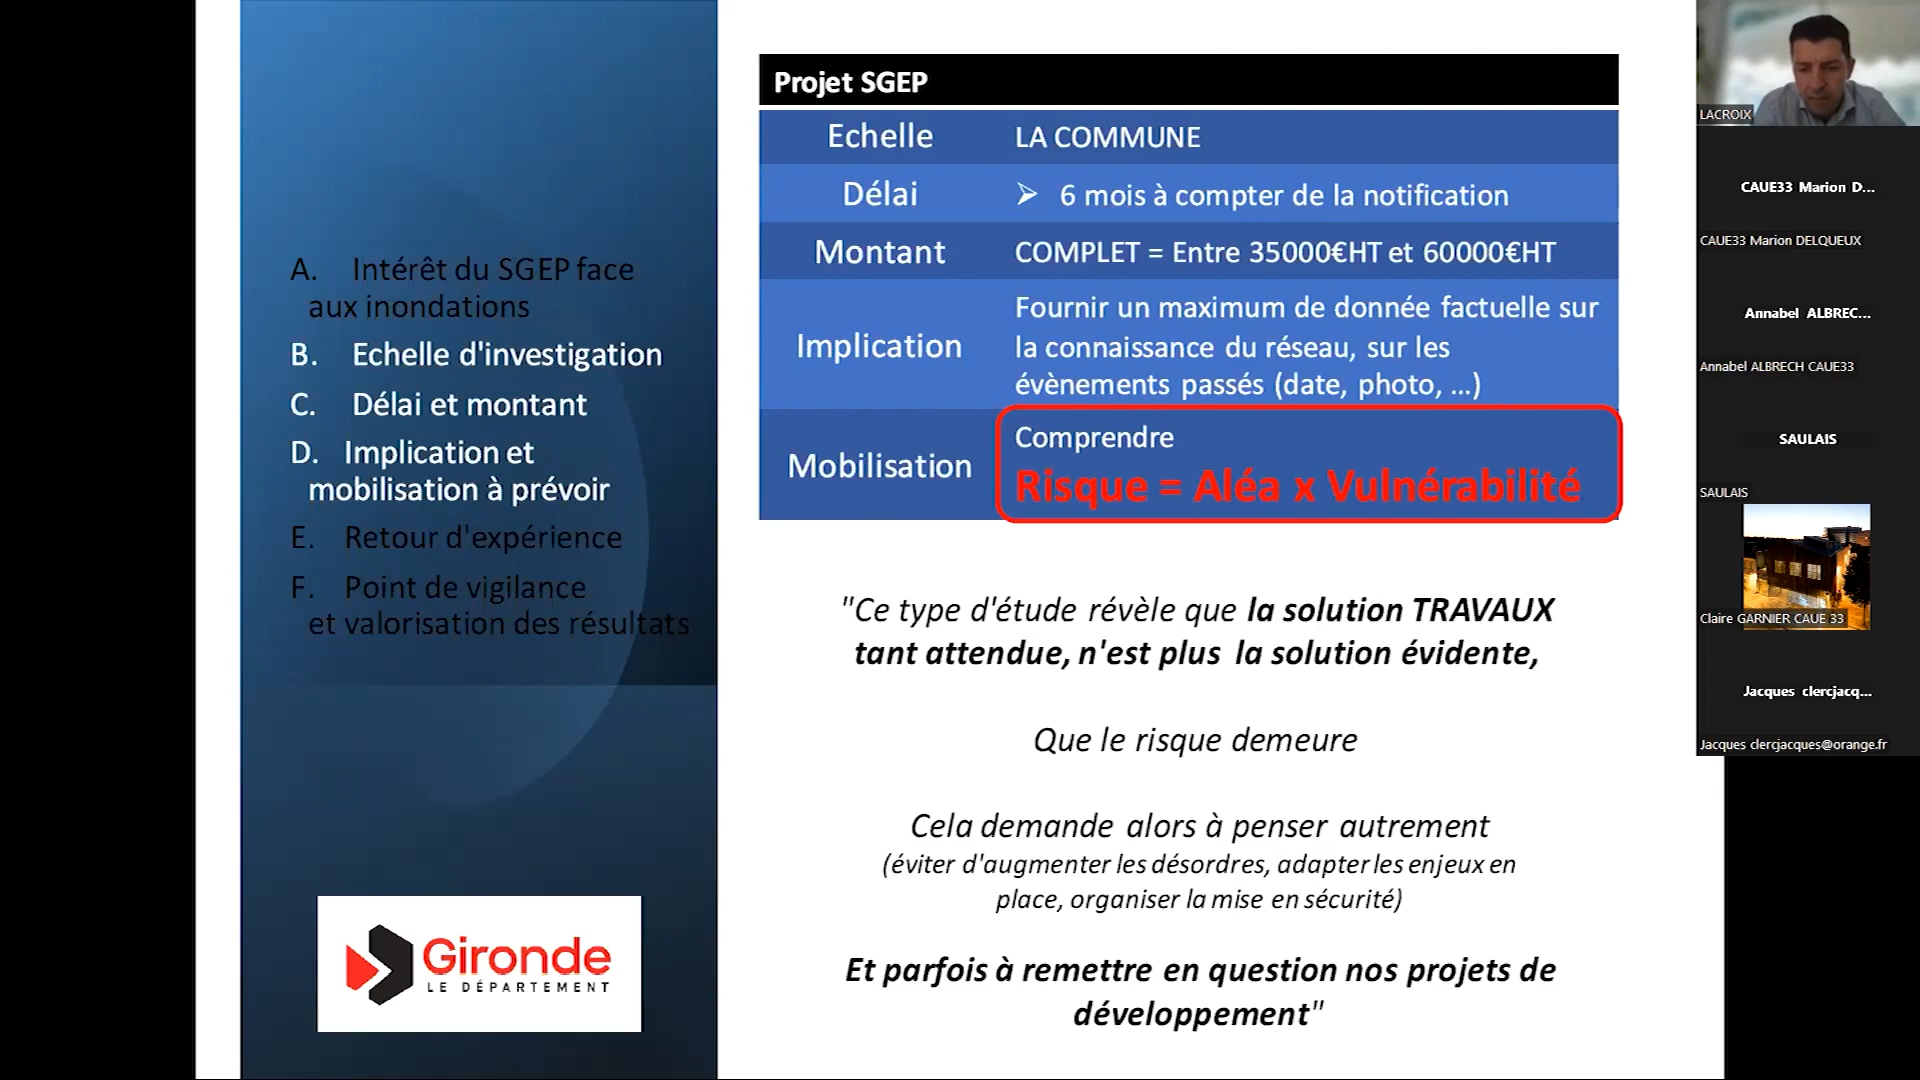 A. Intérêt du SGEP face
aux inondations
B. Echelle d'investigation
C. Délai et montant
D. Implication et
mobilisation à prévoir
E. Retour d'expérience
F. Point de vigilance
et valorisation des résultats
Gironde
LE DÉPARTEMENT
Projet SGEP
Echelle LA COMMUNE
Délai ➢ 6 mois à compter de la notification
Montant COMPLET = Entre 35000€HT et 60000€HT
Implication
Fournir un maximum de donnée factuelle sur
la connaissance du réseau, sur les
évènements passés (date, photo, ...)
Mobilisation
Comprendre
Risque = Aléa x Vulnérabilité
"Ce type d'étude révèle que la solution TRAVAUX
tant attendue, n'est plus la solution évidente,
Que le risque demeure
Cela demande alors à penser autrement
(éviter d'augmenter les désordres, adapter les enjeux en
place, organiser la mise en sécurité)
Et parfois à remettre en question nos projets de
développement"
LACROIX
CAUE33 Marion D...
CAUE33 Marion DELQUEUX
Annabel ALBREC...
Annabel ALBRECH CAUE33
SAULAIS
SAULAIS
Claire GARNIER CAUE 33
Jacques clercjacq...
Jacques clercjacques@orange.fr